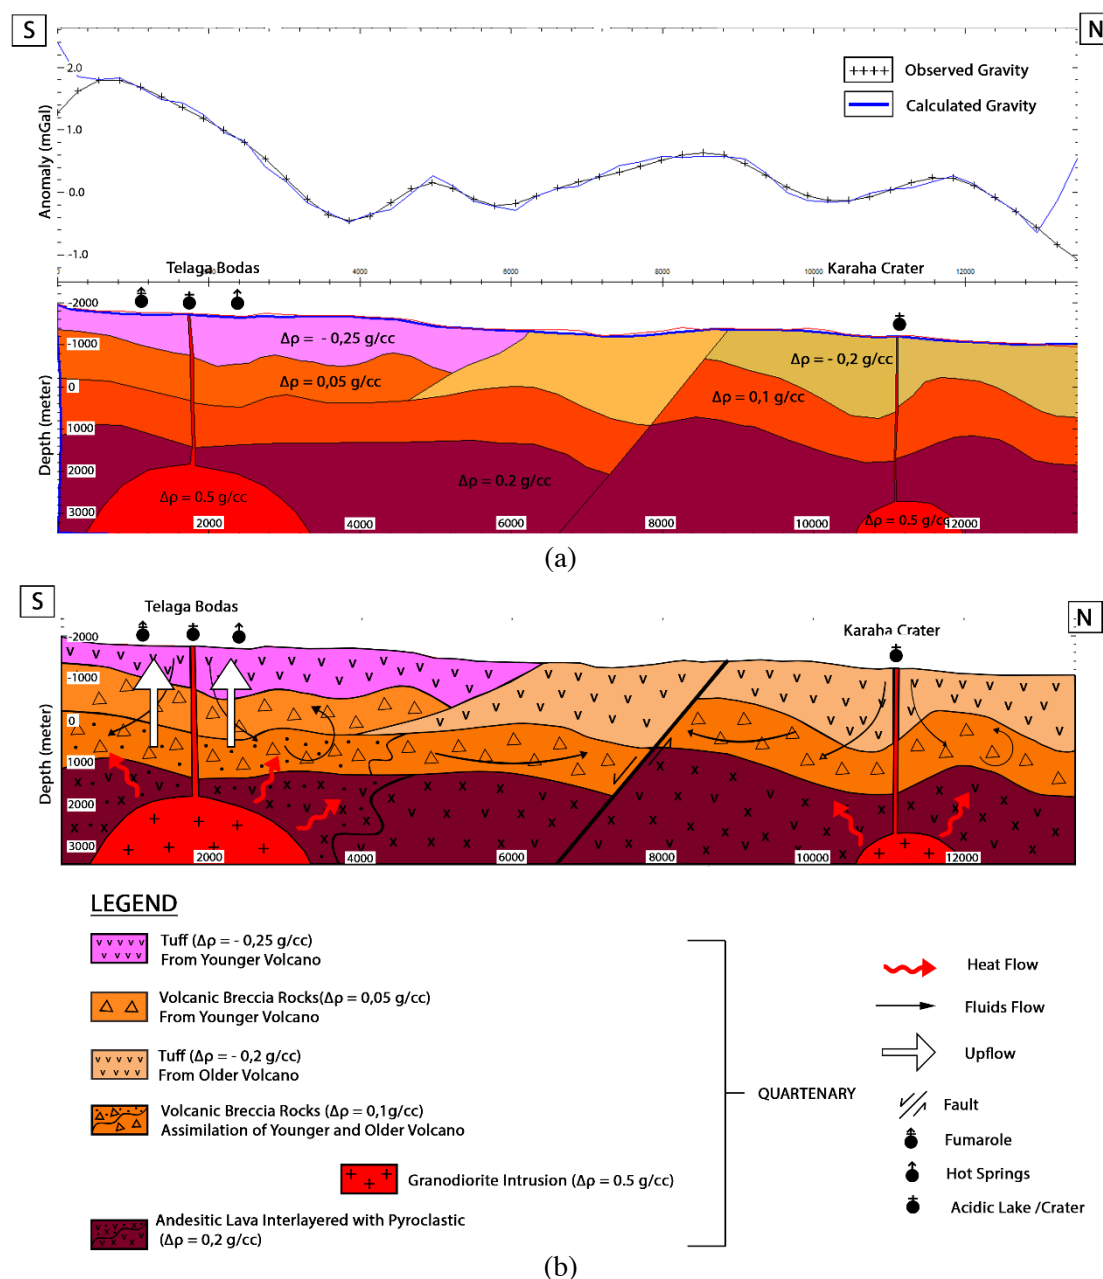 S
N
2.0
1.0
0.0
-1.0
Anomaly (mGal)
Observed Gravity
Calculated Gravity
Telaga Bodas
Karaha Crater
4000
6000
8000
10000
12000
-2000
-1000
0
1000
2000
3000
Depth (meter)
Δρ = - 0,25 g/cc
Δρ = 0,05 g/cc
Δρ = - 0,2 g/cc
Δρ = 0,1 g/cc
Δρ = 0.2 g/cc
Δρ = 0.5 g/cc
Δρ = 0.5 g/cc
2000
4000
6000
8000
10000
12000
(a)
S
N
Telaga Bodas
Karaha Crater
-2000
-1000
0
1000
2000
3000
Depth (meter)
2000
4000
6000
8000
10000
12000
LEGEND
Tuff (Δρ = - 0,25 g/cc)
From Younger Volcano
Volcanic Breccia Rocks(Δρ = 0,05 g/cc)
From Younger Volcano
Tuff (Δρ = - 0,2 g/cc)
From Older Volcano
Volcanic Breccia Rocks (Δρ = 0,1g/cc)
Assimilation of Younger and Older Volcano
Granodiorite Intrusion (Δρ = 0.5 g/cc)
Andesitic Lava Interlayered with Pyroclastic
(Δρ = 0,2 g/cc)
QUARTENARY
Heat Flow
Fluids Flow
Upflow
Fault
Fumarole
Hot Springs
Acidic Lake /Crater
(b)